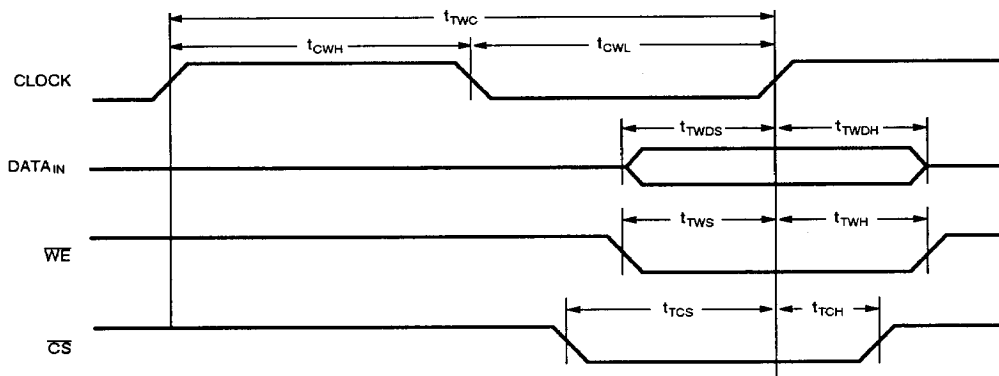 tTWC
tCWH tCWL
CLOCK
tTWDS tTWDH
DATAIN
tTWS tTWH
WE
tTCS tTCH
CS